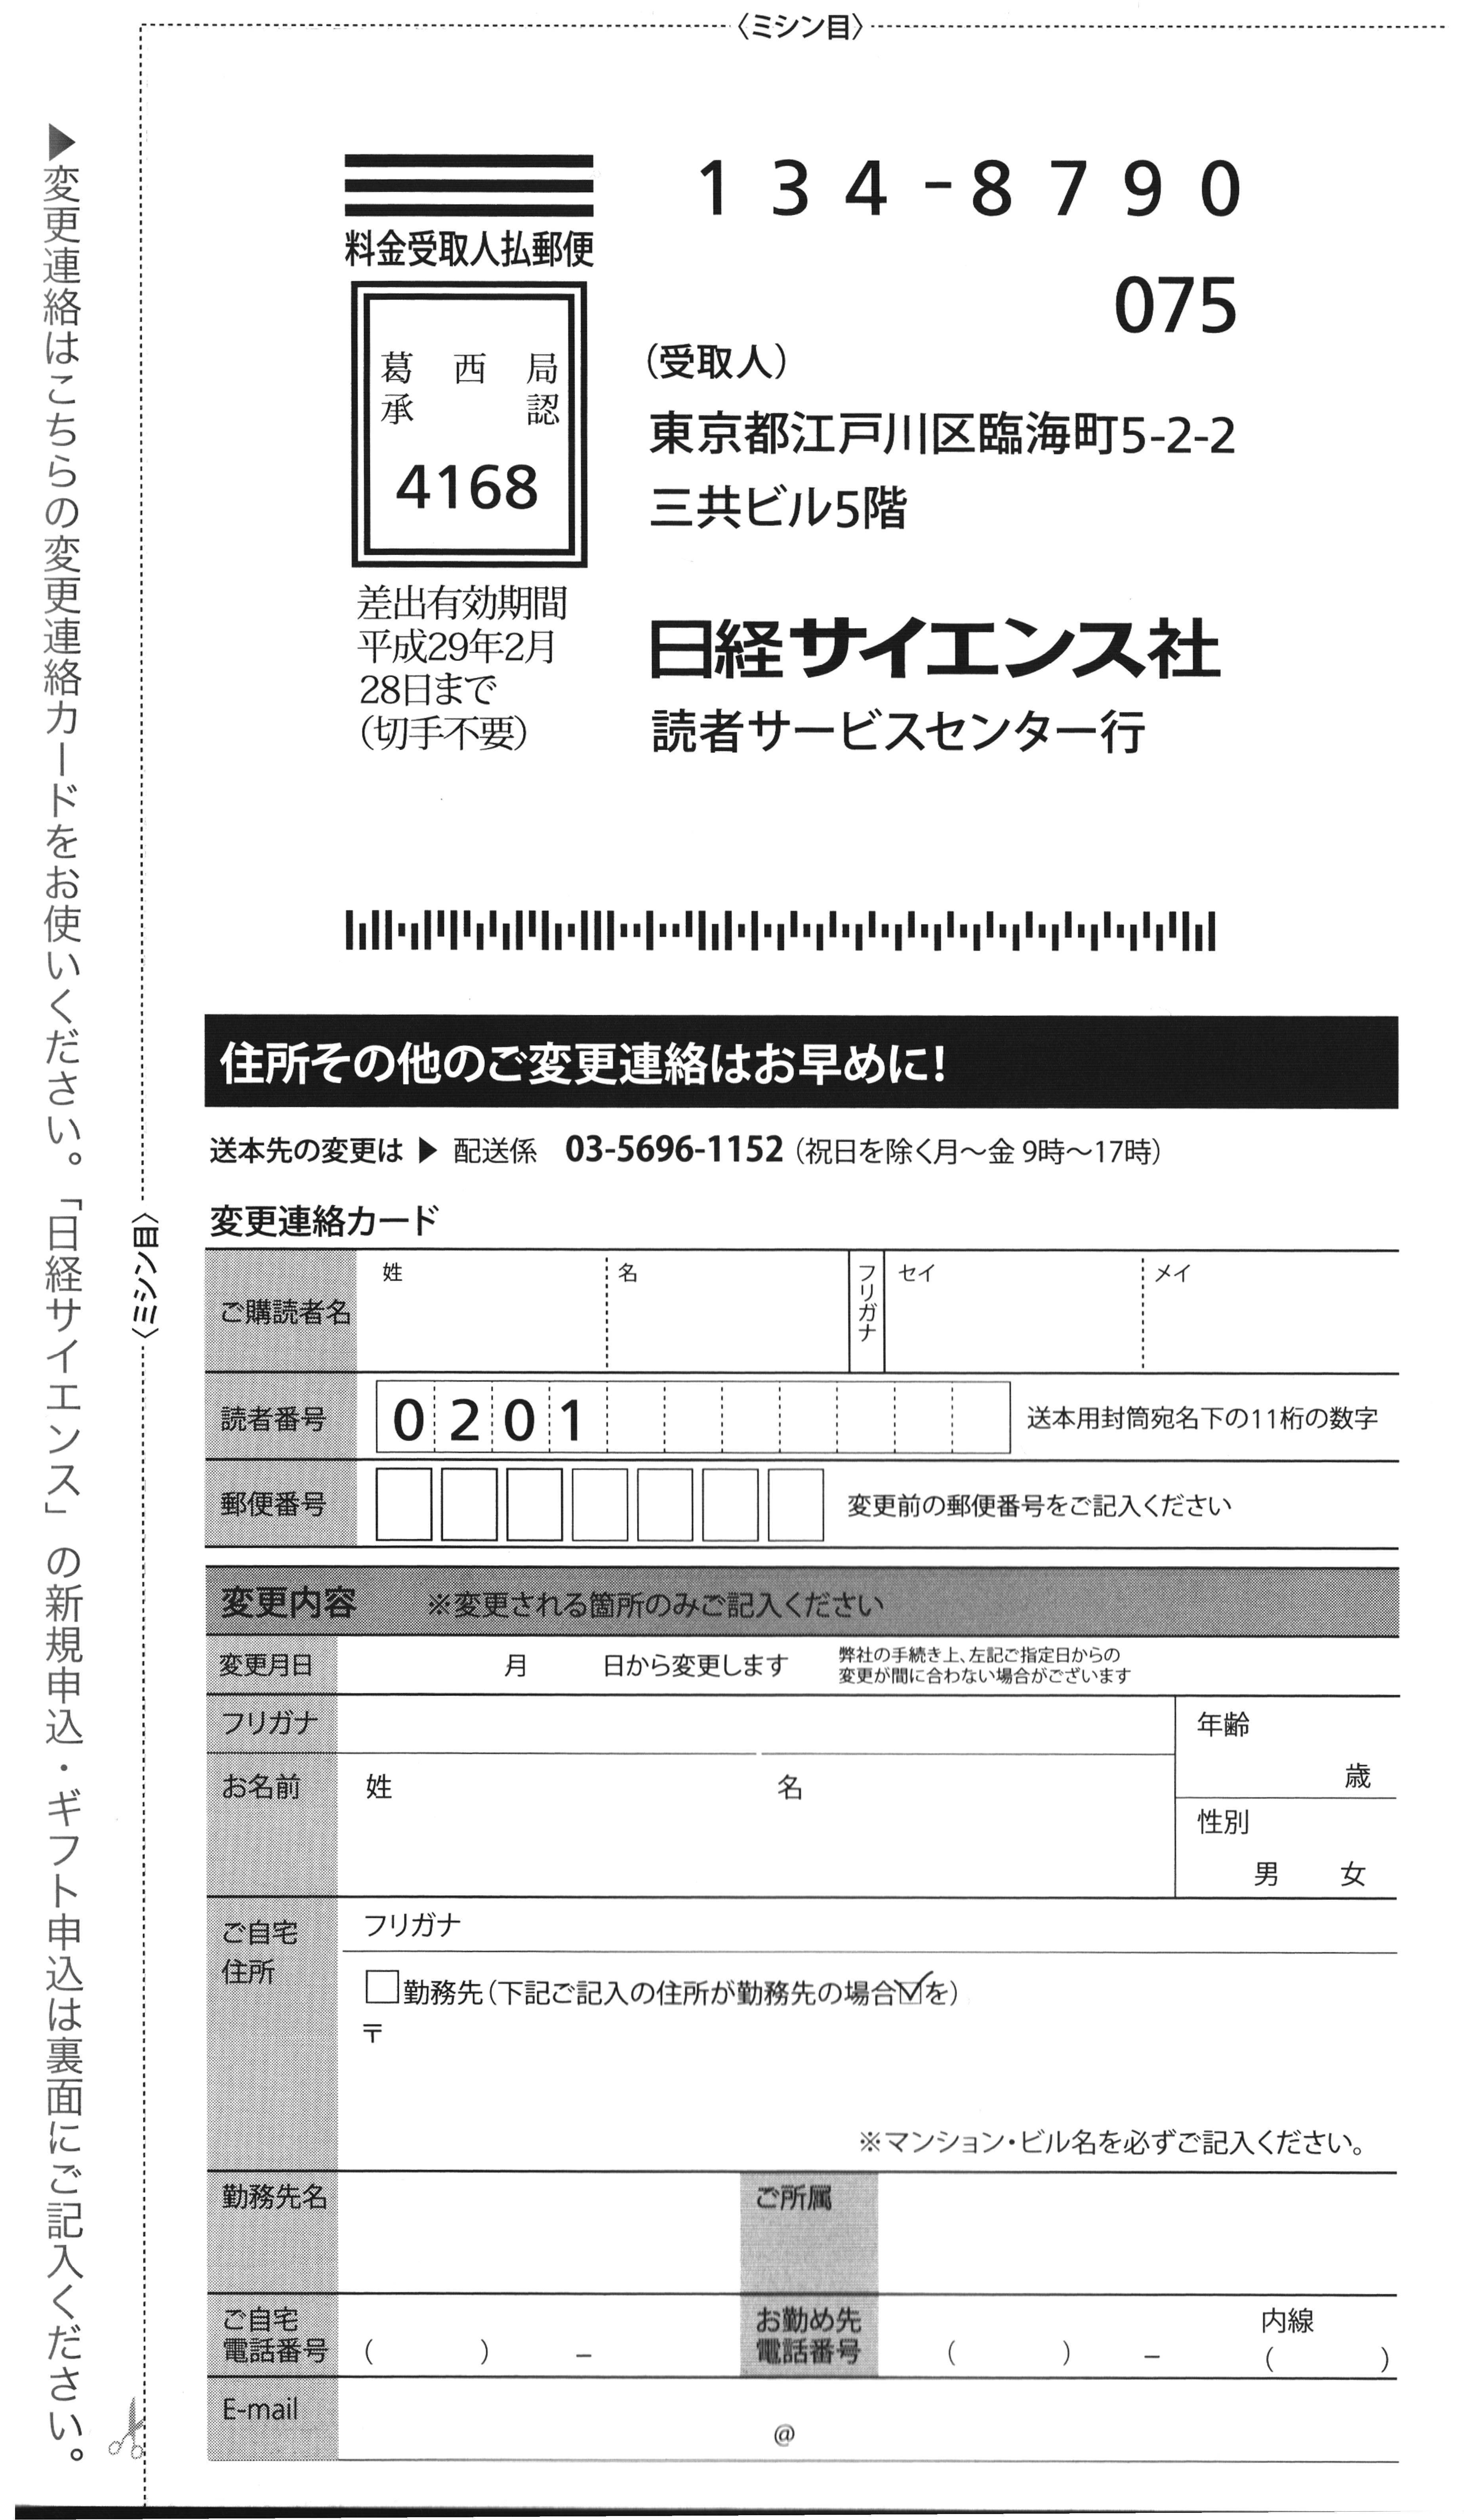 〈ミシン目〉
▶変更連絡はこちらの変更連絡カードをお使いください。「日経サイエンス」の新規申込・ギフト申込は裏面にご記入ください。
〈ミシン目〉
料金受取人払郵便
葛西局
承認
4168
差出有効期間
平成29年2月
28日まで
（切手不要）
134-8790
075
（受取人）
東京都江戸川区臨海町5-2-2
三共ビル5階
日経サイエンス社
読者サービスセンター行
住所その他のご変更連絡はお早めに!
送本先の変更は ▶ 配送係 03-5696-1152（祝日を除く月〜金 9時〜17時）
変更連絡カード
ご購読者名 姓 名 フリガナ セイ メイ
読者番号 0201 送本用封筒宛名下の11桁の数字
郵便番号 変更前の郵便番号をご記入ください
変更内容 ※変更される箇所のみご記入ください
変更月日 月 日から変更します
弊社の手続き上、左記ご指定日からの
変更が間に合わない場合がございます
フリガナ
お名前 姓 名
年齢
歳
性別
男 女
ご自宅
住所
フリガナ
□勤務先（下記ご記入の住所が勤務先の場合☑を）
〒
※マンション・ビル名を必ずご記入ください。
勤務先名 ご所属
ご自宅
電話番号 （ ） −
お勤め先
電話番号 （ ） −
内線
（ ）
E-mail
@